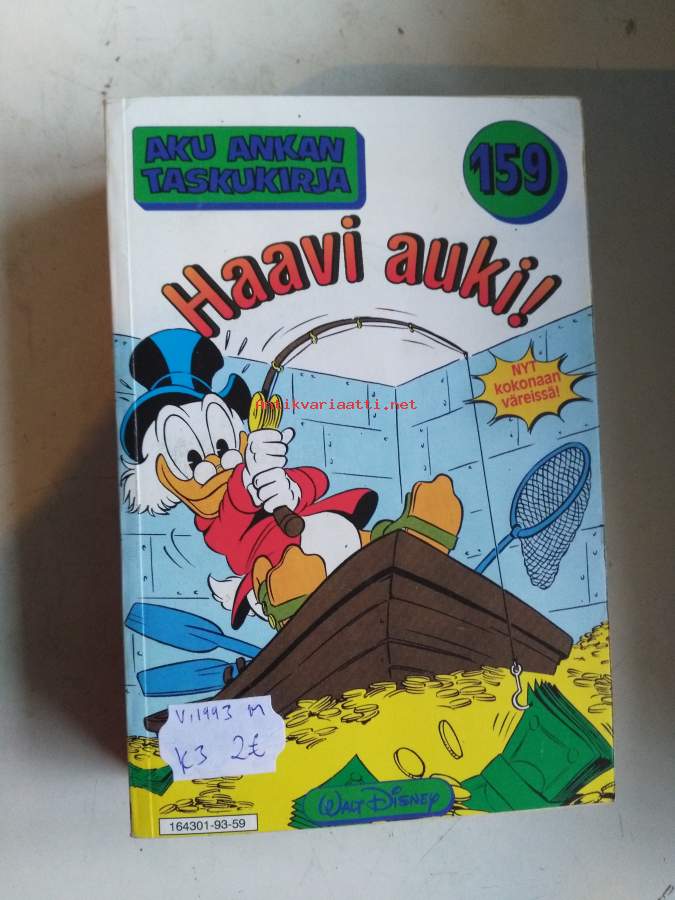 AKU ANKAN
TASKUKIRJA
159
Haavi auki!
NYT
kokonaan
väreissä!
Antikvariaatti.net
V.1993 M
K3 2€
WALT DISNEY
164301-93-59